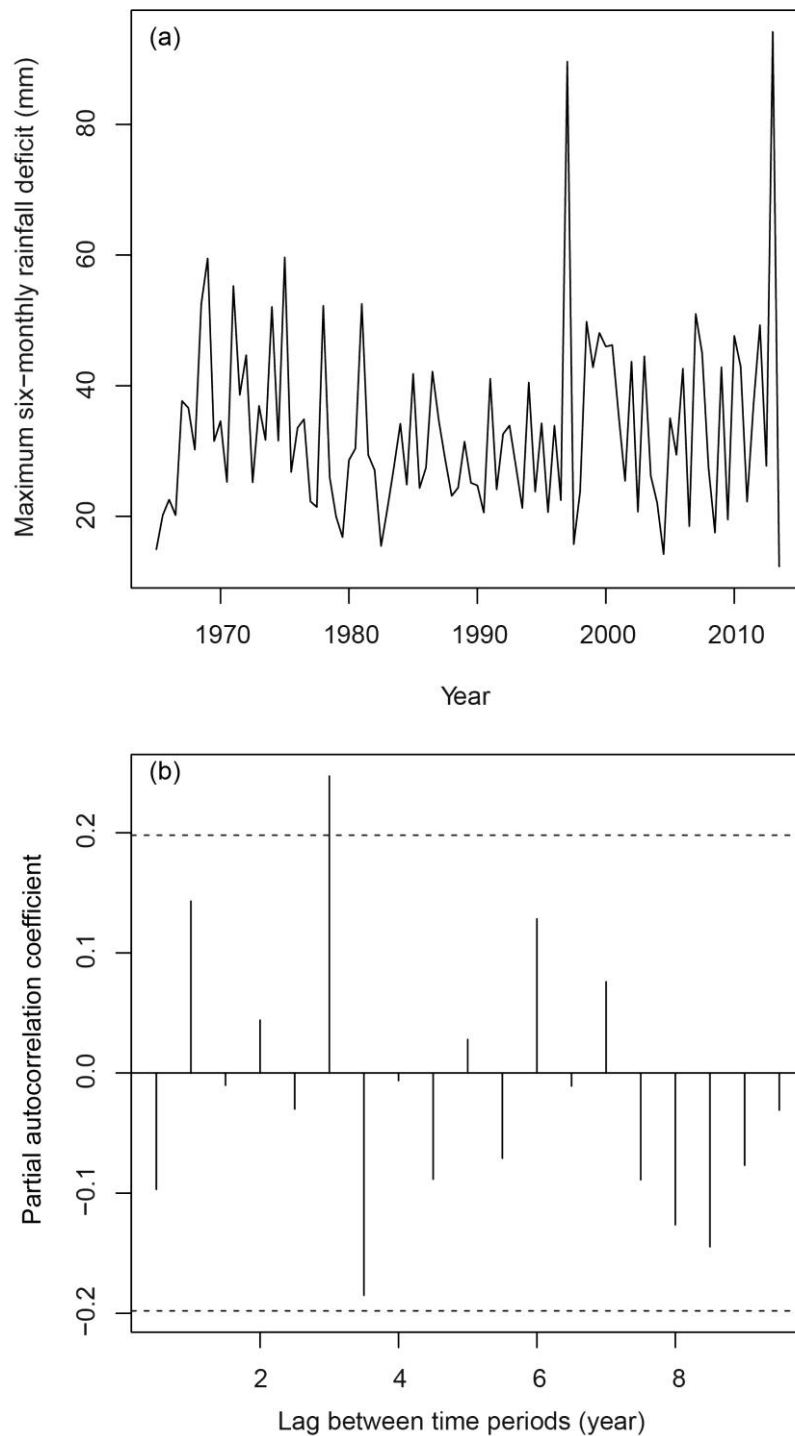 (a)
Maximum six−monthly rainfall deficit (mm)
80
60
40
20
1970 1980 1990 2000 2010
Year
(b)
Partial autocorrelation coefficient
0.2
0.1
0.0
−0.1
−0.2
2 4 6 8
Lag between time periods (year)